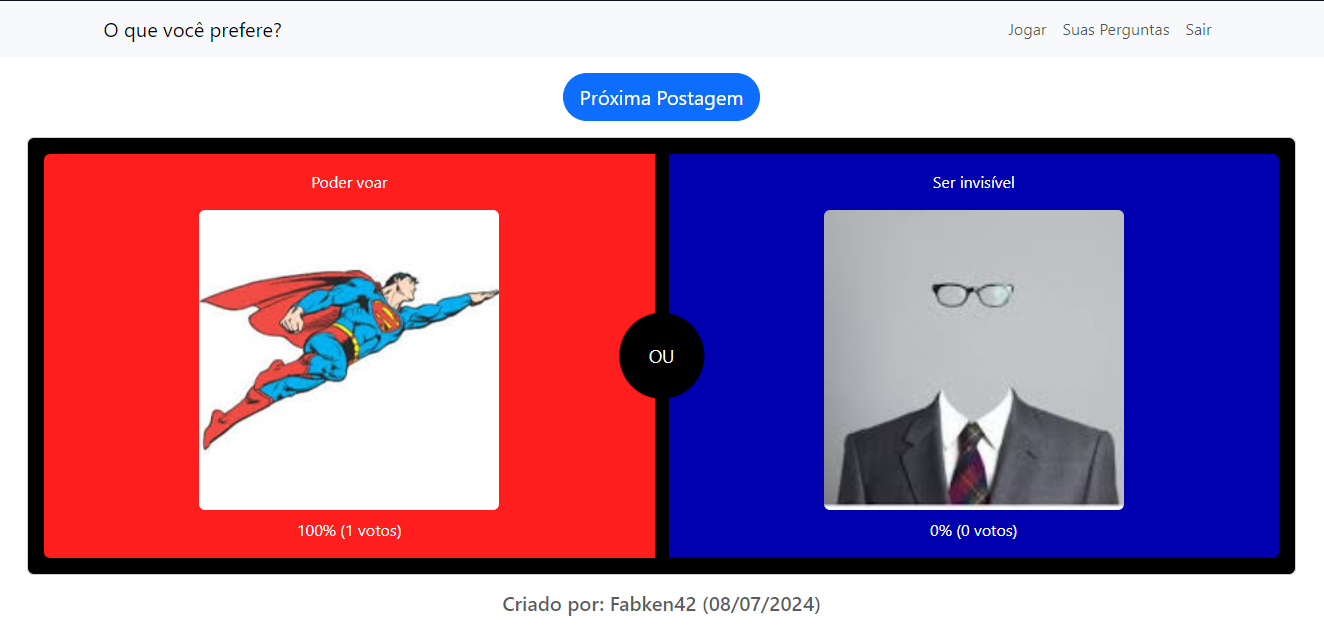 O que você prefere?
Jogar Suas Perguntas Sair
Próxima Postagem
Poder voar
Ser invisível
OU
100% (1 votos)
0% (0 votos)
Criado por: Fabken42 (08/07/2024)